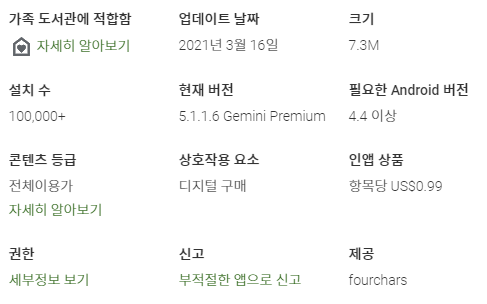 가족 도서관에 적합함
자세히 알아보기
업데이트 날짜
2021년 3월 16일
크기
7.3M
설치 수
100,000+
현재 버전
5.1.1.6 Gemini Premium
필요한 Android 버전
4.4 이상
콘텐츠 등급
전체이용가
자세히 알아보기
상호작용 요소
디지털 구매
인앱 상품
항목당 US$0.99
권한
세부정보 보기
신고
부적절한 앱으로 신고
제공
fourchars